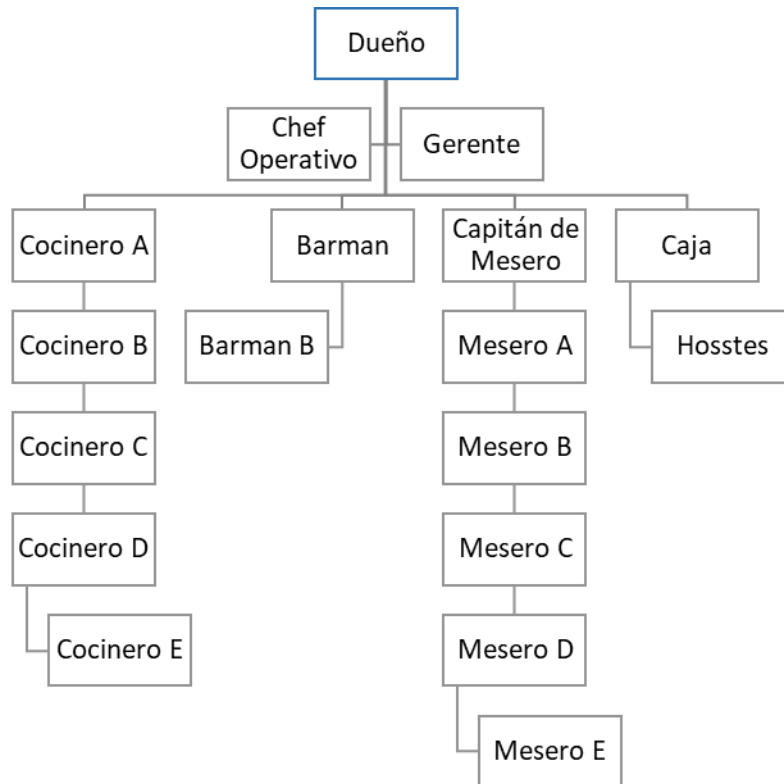 Dueño
Chef
Operativo
Gerente
Cocinero A
Barman
Capitán de
Mesero
Caja
Cocinero B
Barman B
Mesero A
Hosstes
Cocinero C
Mesero B
Cocinero D
Mesero C
Cocinero E
Mesero D
Mesero E